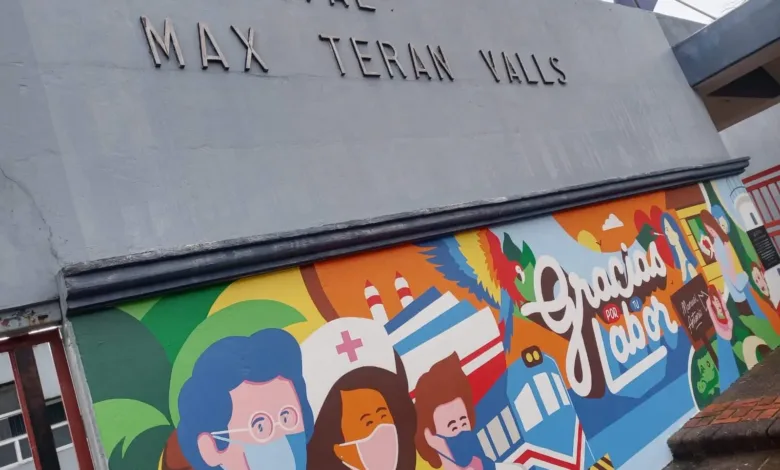 MAX TERAN VALLS
Gracias
POR TU
Labor